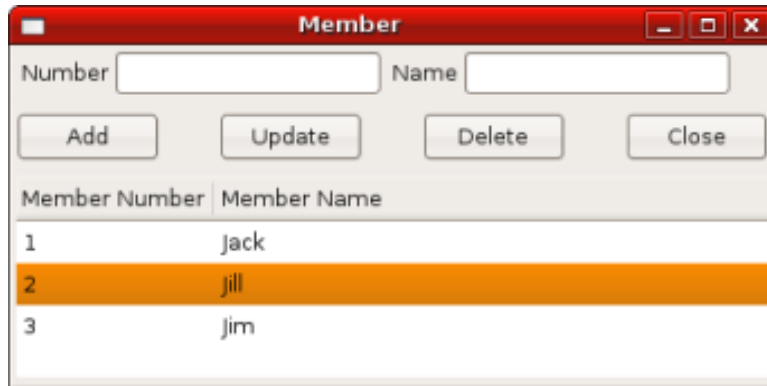 Member
Number Name
Add Update Delete Close
Member Number Member Name
1 Jack
2 Jill
3 Jim